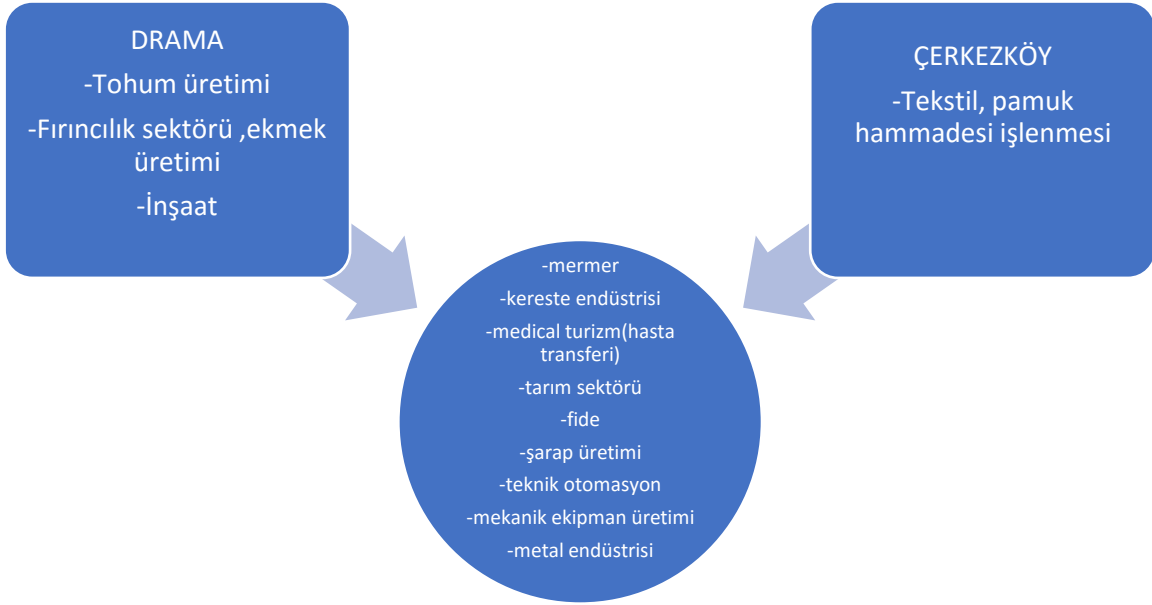 DRAMA
-Tohum üretimi
-Fırıncılık sektörü ,ekmek
üretimi
-İnşaat
ÇERKEZKÖY
-Tekstil, pamuk
hammadesi işlenmesi
-mermer
-kereste endüstrisi
-medical turizm(hasta
transferi)
-tarım sektörü
-fide
-şarap üretimi
-teknik otomasyon
-mekanik ekipman üretimi
-metal endüstrisi